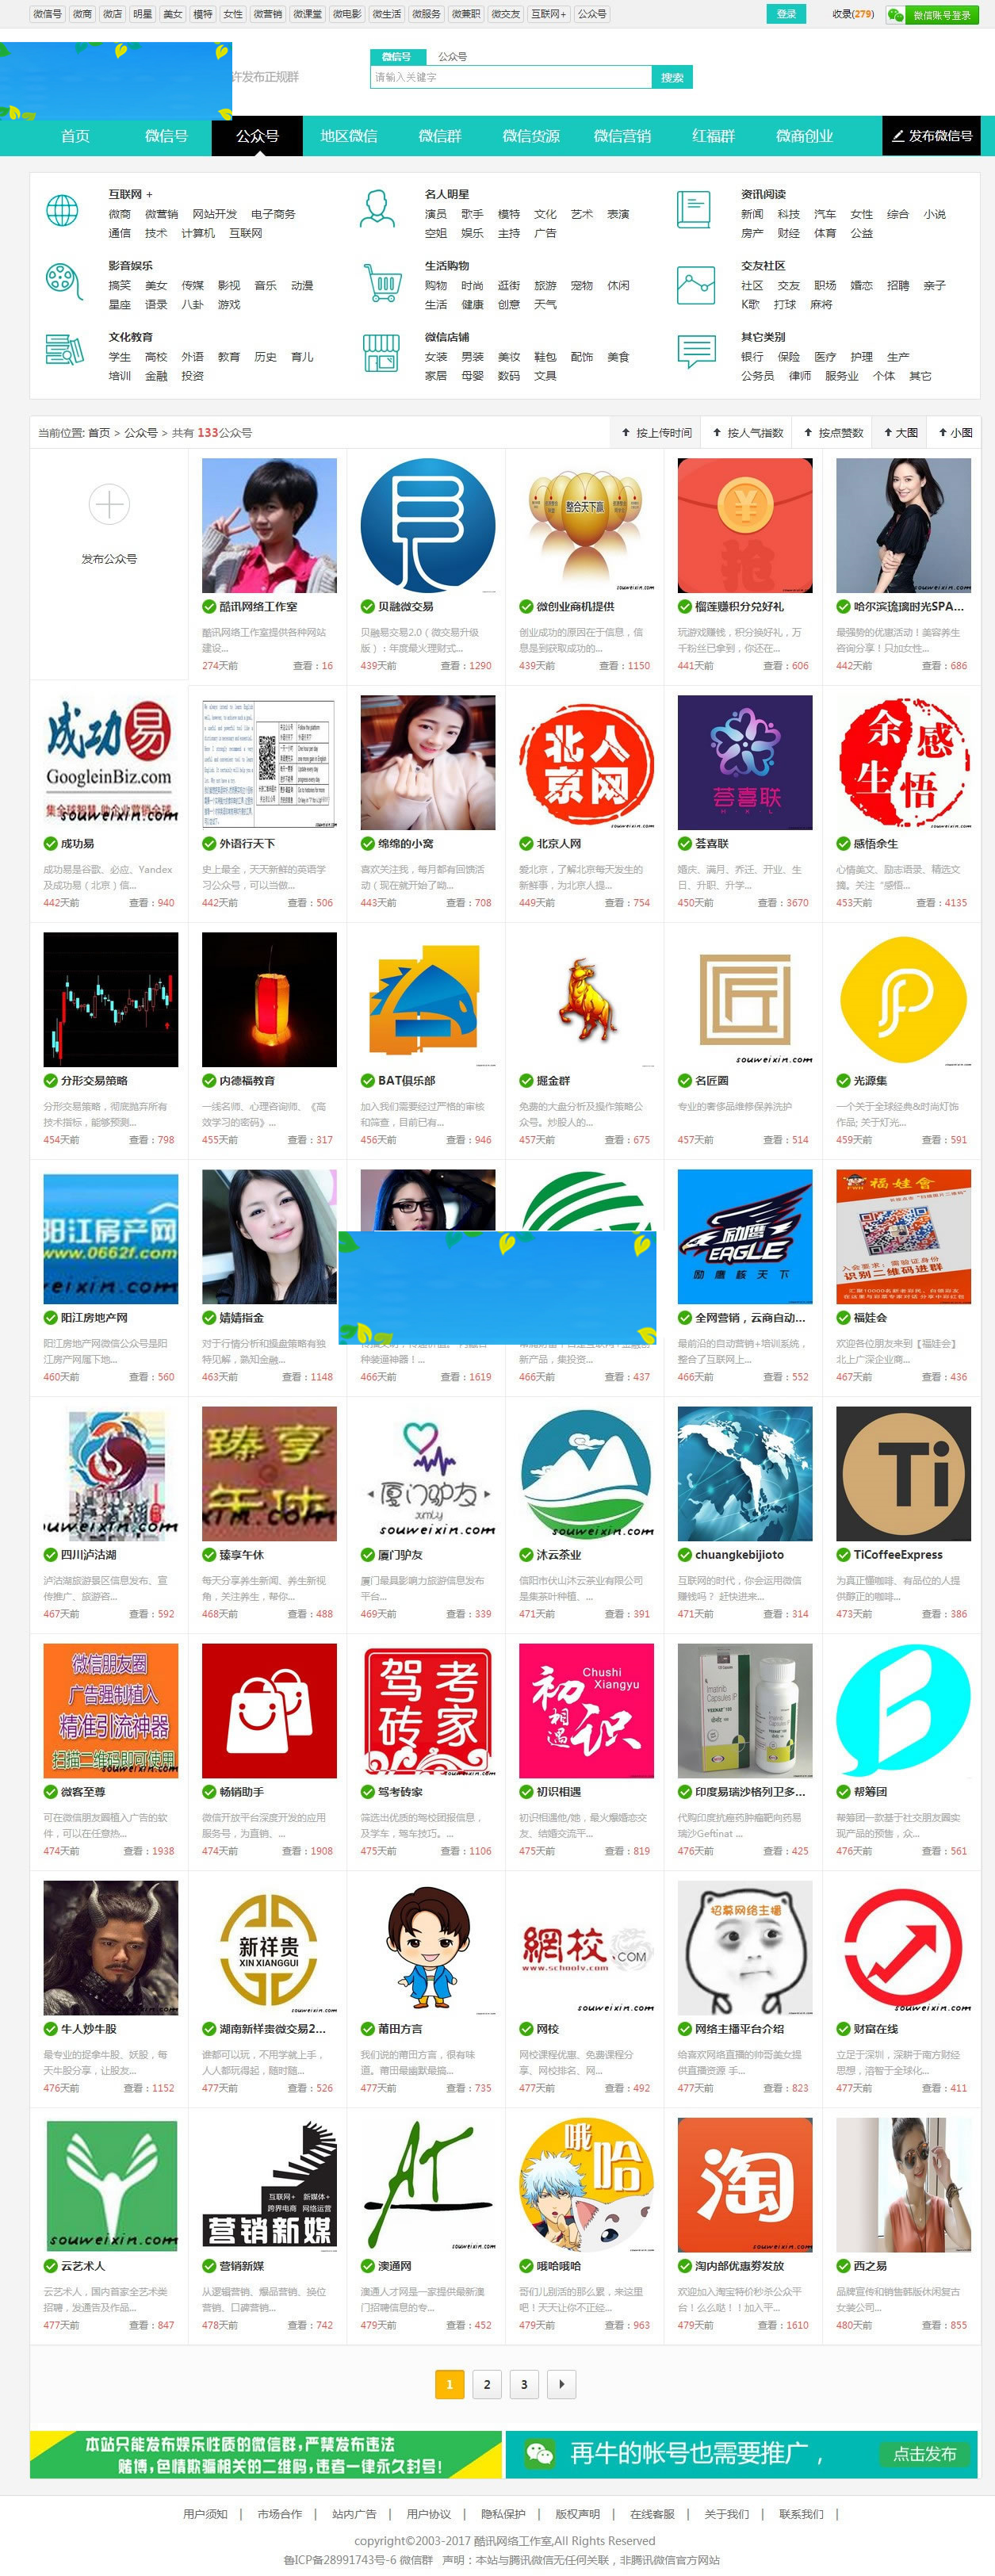 微信号 微商 微店 明星 美女 模特 女性 微营销 微课堂 微电影 微生活 微服务 微兼职 微交友 互联网+ 公众号 登录 收录(279) 微信账号登录
微信号 公众号
许发布正规群
请输入关键字 搜索
首页 微信号 公众号 地区微信 微信群 微信货源 微信营销 红福群 微商创业 发布微信号
互联网 + 名人明星 资讯阅读
微商 微营销 网站开发 电子商务 演员 歌手 模特 文化 艺术 表演 新闻 科技 汽车 女性 综合 小说
通信 技术 计算机 互联网 空姐 娱乐 主持 广告 房产 财经 体育 公益
影音娱乐 生活购物 交友社区
搞笑 美女 传媒 影视 音乐 动漫 购物 时尚 逛街 旅游 宠物 休闲 社区 交友 职场 婚恋 招聘 亲子
星座 语录 八卦 游戏 生活 健康 创意 天气 K歌 打球 麻将
文化教育 微信店铺 其它类别
学生 高校 外语 教育 历史 育儿 女装 男装 美妆 鞋包 配饰 美食 银行 保险 医疗 护理 生产
培训 金融 投资 家居 母婴 数码 文具 公务员 律师 服务业 个体 其它
当前位置: 首页 > 公众号 > 共有 133公众号 按上传时间 按人气指数 按点赞数 大图 小图
发布公众号
整合天下赢
酷讯网络工作室 贝融微交易 微创业商机提供 榴莲赚积分兑好礼 哈尔滨琉璃时光SPA...
酷讯网络工作室提供各种网站 贝融易交易2.0（微交易升级 创业成功的原因在于信息，信 玩游戏赚钱，积分换好礼，万 最强势的优惠活动！美容养生
建设... 版）: 年度最火理财式... 息是到获取成功的... 千粉丝已拿到，你还在... 咨询分享！只加女性...
274天前 查看：16 439天前 查看：1290 439天前 查看：1150 441天前 查看：606 442天前 查看：686
成功易 GoogleinBiz.com souweixin.com
北京人网 荟喜联 感悟余生
成功易 外语行天下 绵绵的小窝 北京人网 荟喜联 感悟余生
成功易是谷歌、必应、Yandex 史上最全，天天新鲜的英语学 喜欢关注我，每月都有回馈活 爱北京，了解北京每天发生的 婚庆、满月、乔迁、开业、生 心情美文、励志语录、精选文
及成功易（北京）信... 习公众号，可以当做... 动（现在就开始了呦... 新鲜事，为北京人提... 日、升职、升学... 摘。关注“感悟...
442天前 查看：940 442天前 查看：506 443天前 查看：708 449天前 查看：754 450天前 查看：3670 453天前 查看：4135
分形交易策略 内德福教育 BAT俱乐部 掘金群 名匠圈 光源集
分形交易策略，彻底抛弃所有 一线名师、心理咨询师、《高 加入我们需要经过严格的审核 免费的大盘分析及操作策略公 专业的奢侈品维修保养洗护 一个关于全球经典&时尚灯饰
技术指标，能够预测... 效学习的密码》... 和筛查，目前已有... 众号。炒股人的... 作品; 关于灯光...
454天前 查看：798 455天前 查看：317 456天前 查看：946 457天前 查看：675 457天前 查看：514 459天前 查看：591
阳江房产网 www.0662f.com 励鹰 EAGLE 励鹰核天下 福娃會
识别二维码进群
阳江房地产网 婧婧指金 全网营销，云商自动... 福娃会
阳江房地产网微信公众号是阳 对于行情分析和操盘策略有独 最前沿的自动营销+培训系统， 欢迎各位朋友来到【福娃会】
江房产网属下地... 特见解，熟知金融... 种装逼神器！... 新产品，集投资... 整合了互联网上... 北上广深企业商...
460天前 查看：560 463天前 查看：1148 466天前 查看：1619 466天前 查看：437 466天前 查看：552 467天前 查看：436
臻享午休 厦门驴友 souweixin.com Ti
四川泸沽湖 臻享午休 厦门驴友 沐云茶业 chuangkebijioto TiCoffeeExpress
泸沽湖旅游景区信息发布、宣 每天分享养生新闻、养生新视 厦门最具影响力旅游信息发布 信阳市伏山沐云茶业有限公司 互联网的时代，你会运用微信 为真正懂咖啡、有品位的人提
传推广、旅游咨... 角，关注养生，帮你... 平台... 是集茶叶种植、... 赚钱吗？ 赶快进来... 供醇正的咖啡...
467天前 查看：592 468天前 查看：488 469天前 查看：339 471天前 查看：391 471天前 查看：314 473天前 查看：386
微信朋友圈 广告强制植入 精准引流神器 扫描二维码即可使用
驾考砖家 初识相遇 Chushi Xiangyu
微客至尊 畅销助手 驾考砖家 初识相遇 印度易瑞沙格列卫多... 帮筹团
可在微信朋友圈植入广告的软 微信开放平台深度开发的应用 筛选出优质的驾校团报信息， 初识相遇他/她，最火爆婚恋交 代购印度抗癌药肿瘤靶向药易 帮筹团一款基于社交朋友圈实
件，可以在任意热... 服务号，为直销、... 及学车，驾车技巧。... 友、结婚交流平... 瑞沙Geftinat ... 现产品的预售，众...
474天前 查看：1938 474天前 查看：1908 475天前 查看：1106 475天前 查看：819 476天前 查看：425 476天前 查看：561
新祥贵 XIN XIANGGUI 網校.COM www.schoolv.com 招募网络主播
牛人炒牛股 湖南新祥贵微交易2... 莆田方言 网校 网络主播平台介绍 财富在线
最专业的捉拿牛股、妖股，每 谁都可以玩，不用学就上手， 我们说的莆田方言，很有味 网校课程优惠、免费课程分 给喜欢网络直播的帅哥美女提 立足于深圳，深耕于南方财经
天牛股分享，让股友... 人人都玩得起，随时随... 道。莆田最幽默最搞... 享、网校排名、网... 供直播资源 手... 思想，沿智于全球化...
476天前 查看：1152 477天前 查看：526 477天前 查看：735 477天前 查看：492 477天前 查看：823 477天前 查看：411
souweixin.com 互联网+ 新媒体+ 跨界电商 网络运营 营销新媒 AT 哦哈 淘
云艺术人 营销新媒 澳通网 哦哈哦哈 淘内部优惠劵发放 西之易
云艺术人，国内首家全艺术类 从逻辑营销、爆品营销、换位 澳通人才网是一家提供最新澳 哥们儿别活的那么累，来这里 欢迎加入淘宝特价秒杀公众平 品牌宣传和销售韩版休闲复古
招聘，发通告及作品... 营销、口碑营销... 门招聘信息的专... 吧！天天让你不正经... 台！么么哒！！加入平... 女装公司...
477天前 查看：847 478天前 查看：742 479天前 查看：452 479天前 查看：963 479天前 查看：1610 480天前 查看：855
1 2 3
本站只能发布娱乐性质的微信群,严禁发布违法
赌博,色情欺骗相关的二维码,违者一律永久封号!
再牛的帐号也需要推广， 点击发布
用户须知 | 市场合作 | 站内广告 | 用户协议 | 隐私保护 | 版权声明 | 在线客服 | 关于我们 | 联系我们 |
copyright©2003-2017 酷讯网络工作室,All Rights Reserved
鲁ICP备28991743号-6 微信群 声明：本站与腾讯微信无任何关联，非腾讯微信官方网站